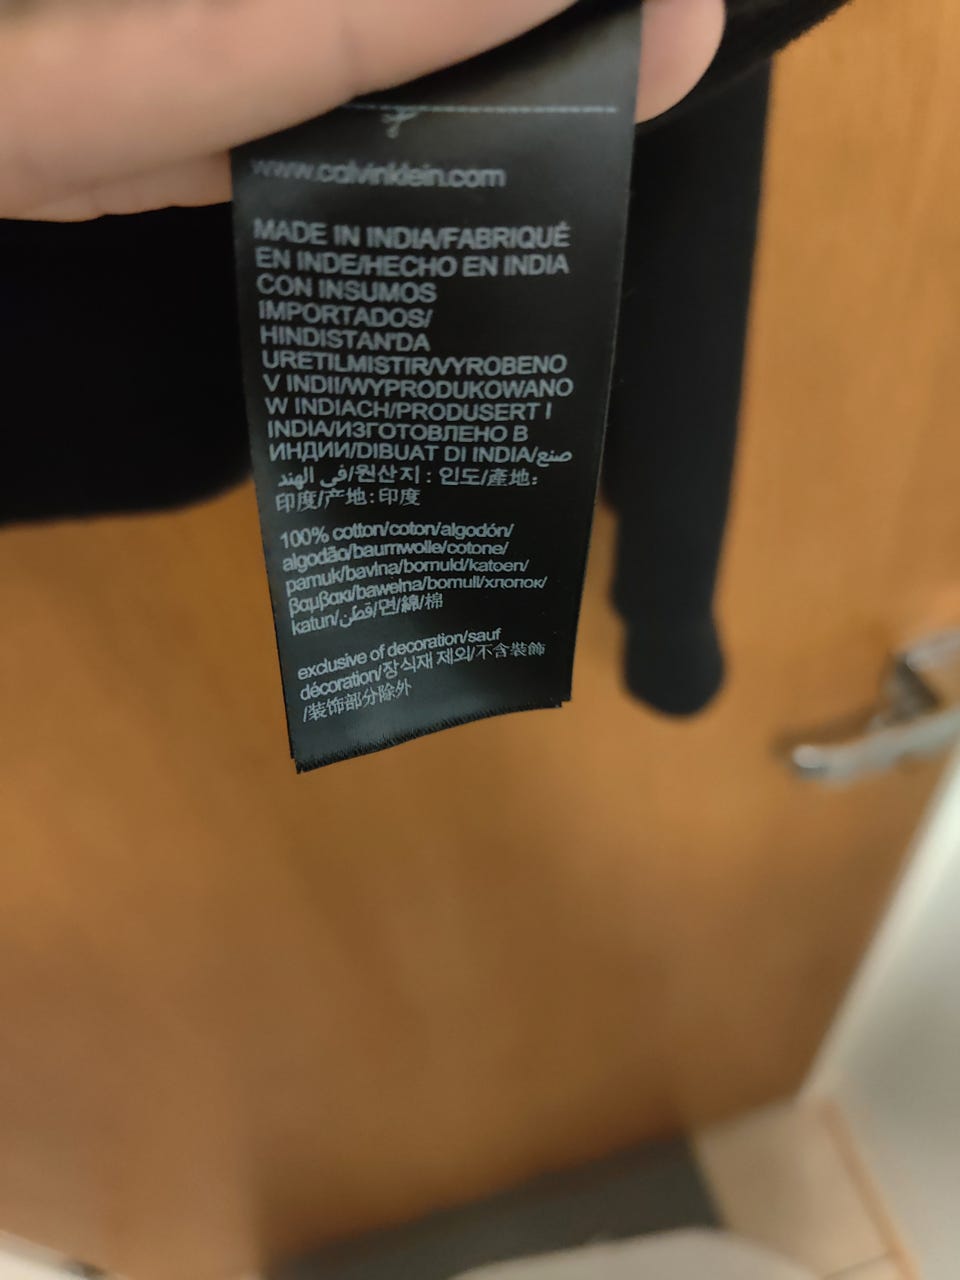 www.calvinklein.com
MADE IN INDIA/FABRIQUÉ
EN INDE/HECHO EN INDIA
CON INSUMOS
IMPORTADOS/
HINDISTAN'DA
URETILMISTIR/VYROBENO
V INDII/WYPRODUKOWANO
W INDIACH/PRODUSERT I
INDIA/ИЗГОТОВЛЕНО В
ИНДИИ/DIBUAT DI INDIA/صنع
في الهند/원산지 : 인도/產地:
印度/产地: 印度
100% cotton/coton/algodón/
algodão/baumwolle/cotone/
pamuk/bavlna/bomuld/katoen/
βαμβακι/bawełna/bomull/хлопок/
katun/قطن/면/綿/棉
exclusive of decoration/sauf
décoration/장식재 제외/不含裝飾
/装饰部分除外